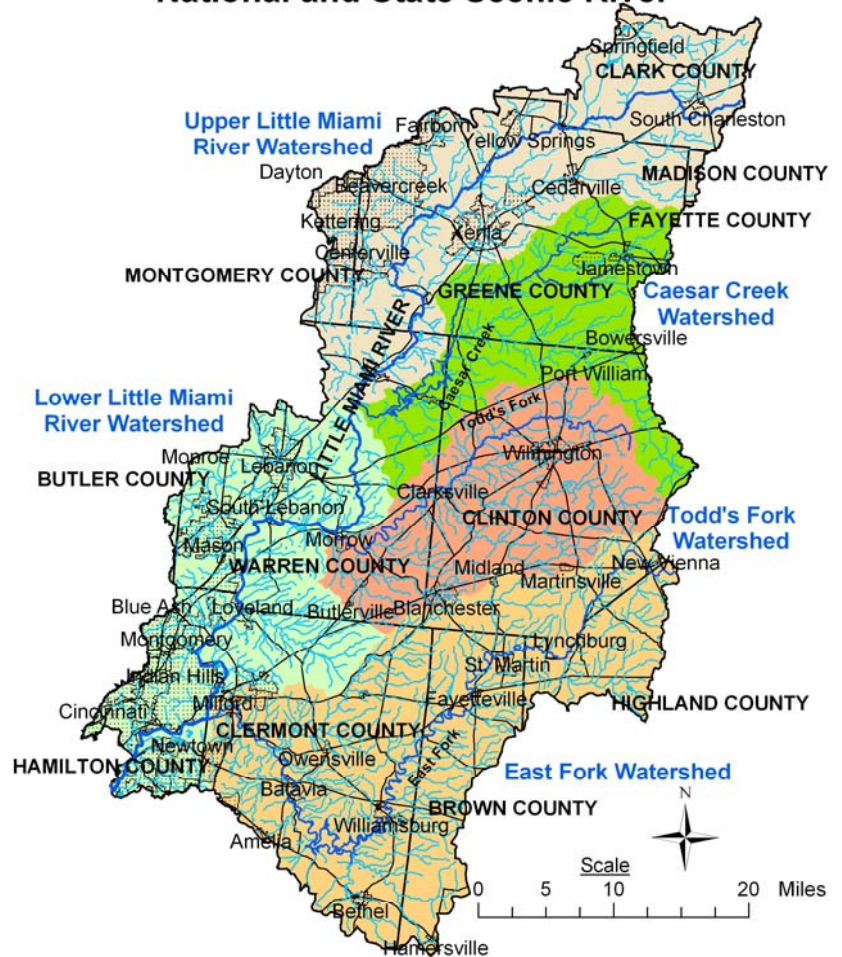 National and State Scenic River
Springfield
CLARK COUNTY
South Charleston
Upper Little Miami
River Watershed
Fairborn
Yellow Springs
Dayton
Beavercreek
Cedarville
MADISON COUNTY
Kettering
Xenia
FAYETTE COUNTY
Centerville
Jamestown
MONTGOMERY COUNTY
GREENE COUNTY
Caesar Creek
Watershed
LITTLE MIAMI RIVER
Caesar Creek
Bowersville
Port William
Lower Little Miami
River Watershed
Todd's Fork
Monroe
Lebanon
Wilmington
BUTLER COUNTY
Clarksville
South Lebanon
CLINTON COUNTY
Todd's Fork
Watershed
Mason
Morrow
WARREN COUNTY
Midland
New Vienna
Martinsville
Blue Ash
Loveland
Butlerville
Blanchester
Montgomery
Lynchburg
St. Martin
Indian Hills
Cincinnati
Milford
Fayetteville
HIGHLAND COUNTY
CLERMONT COUNTY
Newtown
HAMILTON COUNTY
Owensville
East Fork
East Fork Watershed
Batavia
BROWN COUNTY
N
Williamsburg
Amelia
Scale
0 5 10 20 Miles
Bethel
Hamersville